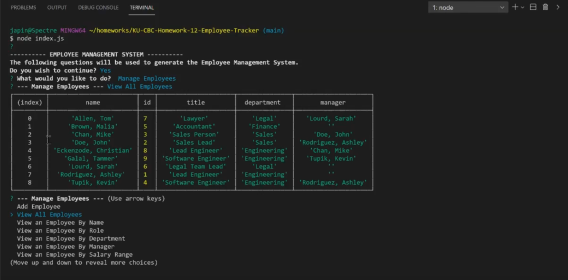 PROBLEMS OUTPUT DEBUG CONSOLE TERMINAL 1: node
japin@Spectre MINGW64 ~/homeworks/KU-CBC-Homework-12-Employee-Tracker (main)
$ node index.js
?
---------- EMPLOYEE MANAGEMENT SYSTEM ----------
The following questions will be used to generate the Employee Management System.
Do you wish to continue? Yes
? What would you like to do? Manage Employees
? --- Manage Employees --- View All Employees
(index) name id title department manager
0 'Allen, Tom' 7 'Lawyer' 'Legal' 'Lourd, Sarah'
1 'Brown, Malia' 5 'Accountant' 'Finance' ''
2 'Chan, Mike' 3 'Sales Person' 'Sales' 'Doe, John'
3 'Doe, John' 2 'Sales Lead' 'Sales' 'Rodriguez, Ashley'
4 'Eckenzode, Christian' 8 'Lead Engineer' 'Engineering' 'Chan, Mike'
5 'Galal, Tammer' 9 'Software Engineer' 'Engineering' 'Tupik, Kevin'
6 'Lourd, Sarah' 6 'Legal Team Lead' 'Legal' ''
7 'Rodriguez, Ashley' 1 'Lead Engineer' 'Engineering' ''
8 'Tupik, Kevin' 4 'Software Engineer' 'Engineering' 'Rodriguez, Ashley'
? --- Manage Employees --- (Use arrow keys)
Add Employee
> View All Employees
View an Employee By Name
View an Employee By Role
View an Employee By Department
View an Employee By Manager
View an Employee By Salary Range
(Move up and down to reveal more choices)